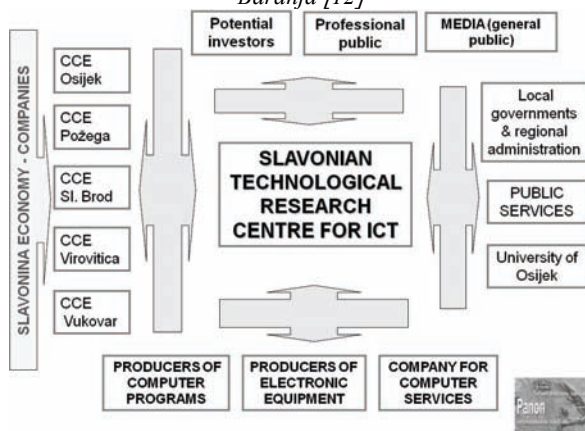 Baranja [12]
Potential
investors
Professional
public
MEDIA (general
public)
SLAVONINA ECONOMY - COMPANIES
CCE
Osijek
CCE
Požega
CCE
Sl. Brod
CCE
Virovitica
CCE
Vukovar
SLAVONIAN
TECHNOLOGICAL
RESEARCH
CENTRE FOR ICT
Local
governments
& regional
administration
PUBLIC
SERVICES
University of
Osijek
PRODUCERS OF
COMPUTER
PROGRAMS
PRODUCERS OF
ELECTRONIC
EQUIPMENT
COMPANY FOR
COMPUTER
SERVICES
Panon